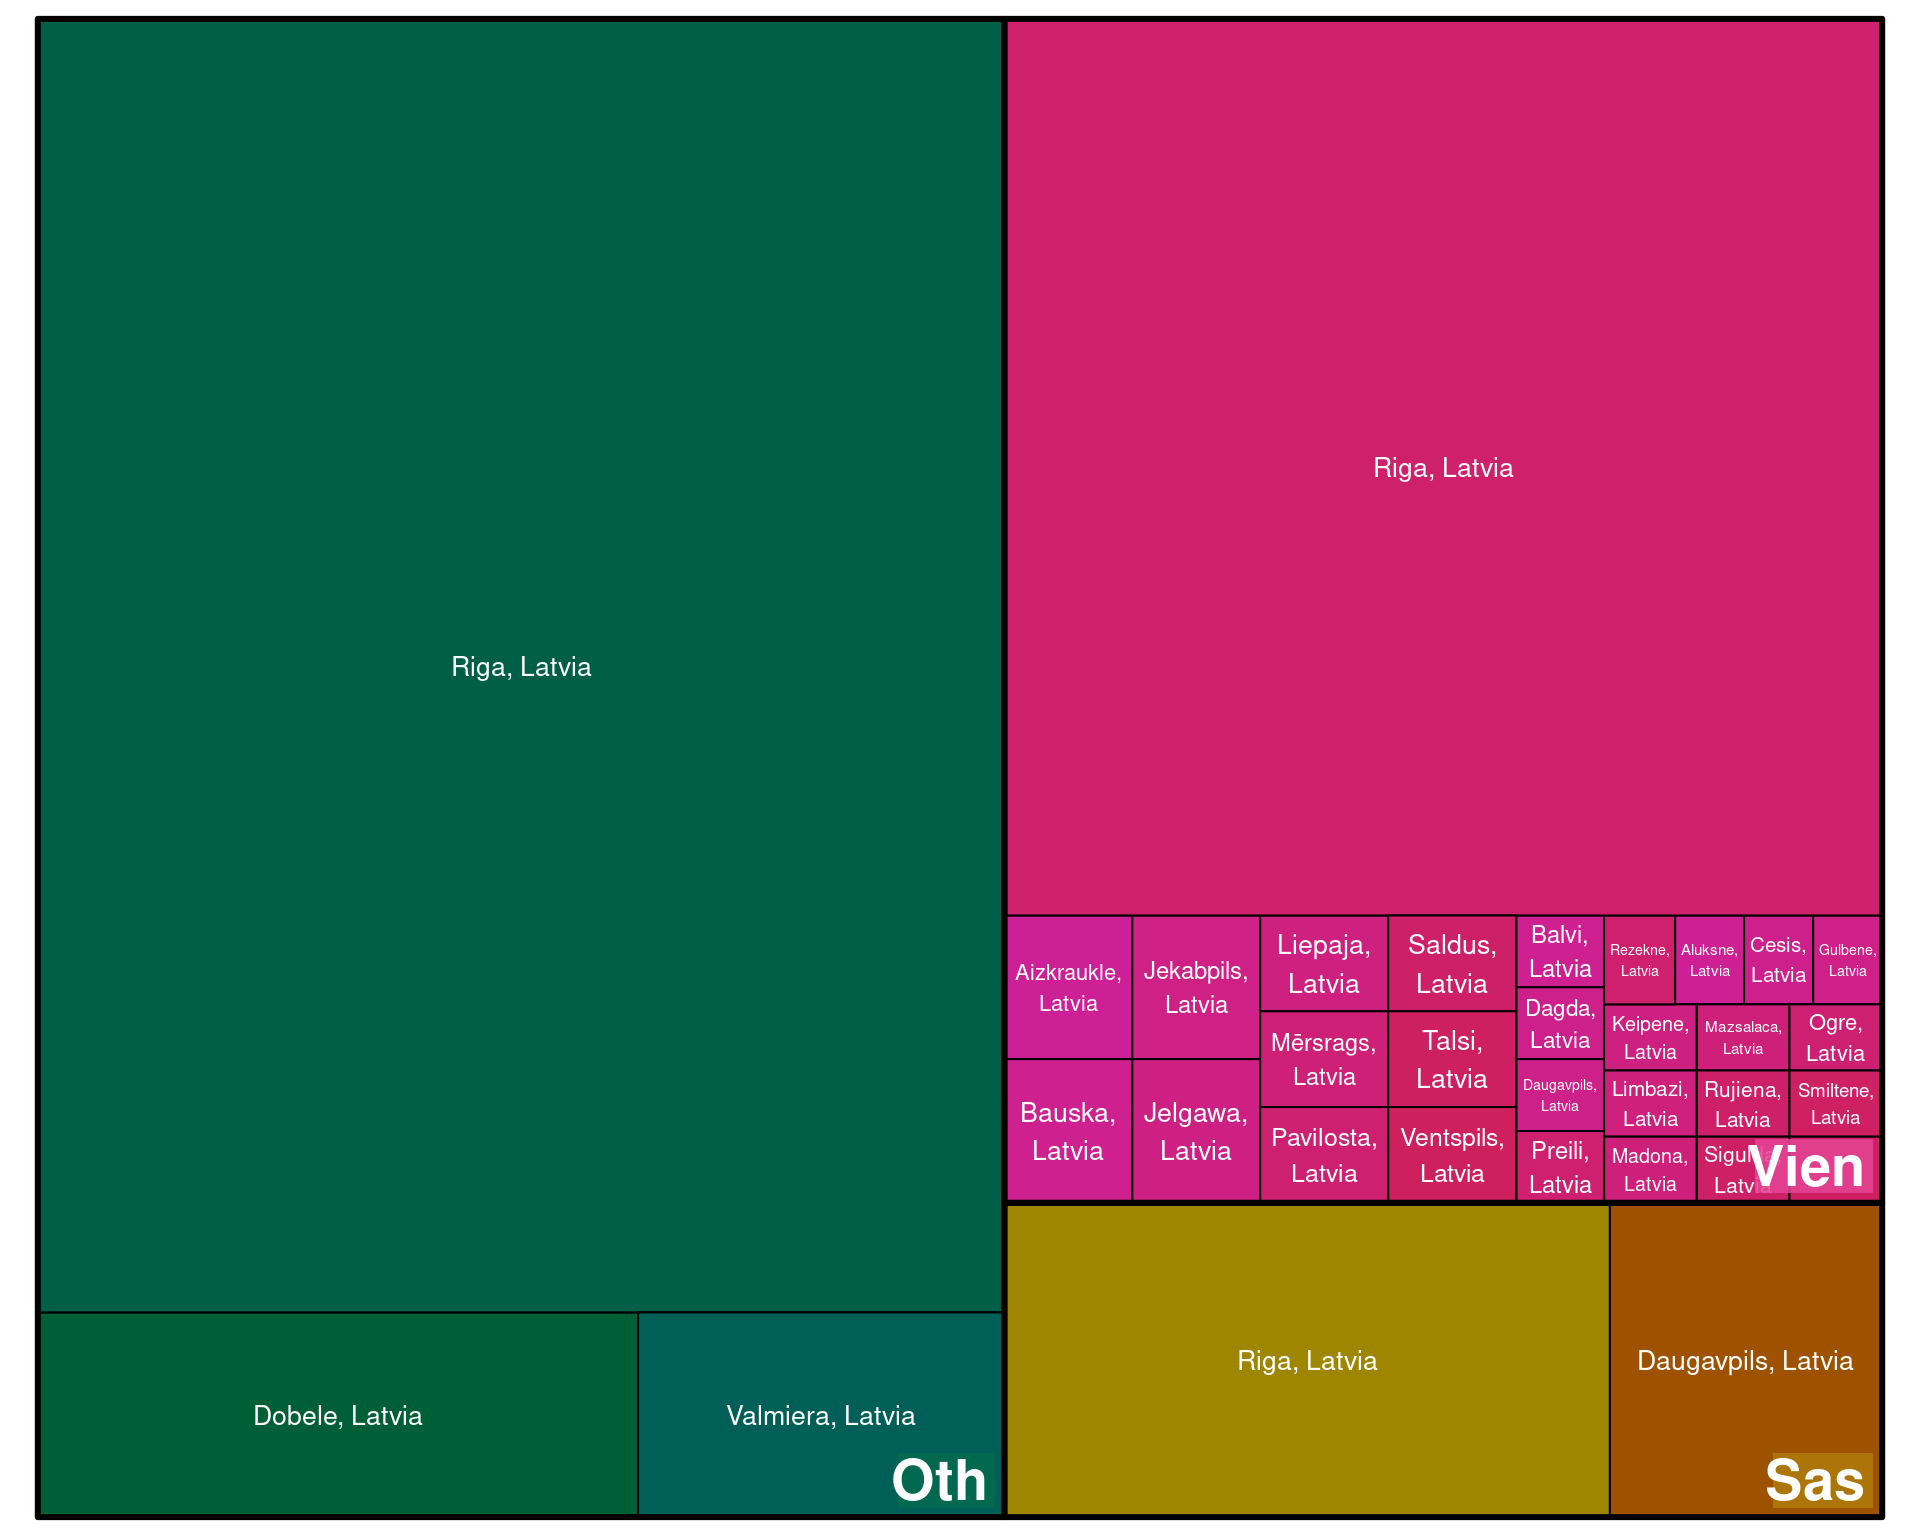 Riga, Latvia
Dobele, Latvia
Valmiera, Latvia
Oth
Riga, Latvia
Aizkraukle,
Latvia
Jekabpils,
Latvia
Bauska,
Latvia
Jelgawa,
Latvia
Liepaja,
Latvia
Saldus,
Latvia
Mērsrags,
Latvia
Talsi,
Latvia
Pavilosta,
Latvia
Ventspils,
Latvia
Balvi,
Latvia
Dagda,
Latvia
Daugavpils,
Latvia
Preili,
Latvia
Rezekne,
Latvia
Aluksne,
Latvia
Cesis,
Latvia
Gulbene,
Latvia
Keipene,
Latvia
Mazsalaca,
Latvia
Ogre,
Latvia
Limbazi,
Latvia
Rujiena,
Latvia
Smiltene,
Latvia
Madona,
Latvia
Latvia
Vien
Riga, Latvia
Daugavpils, Latvia
Sas